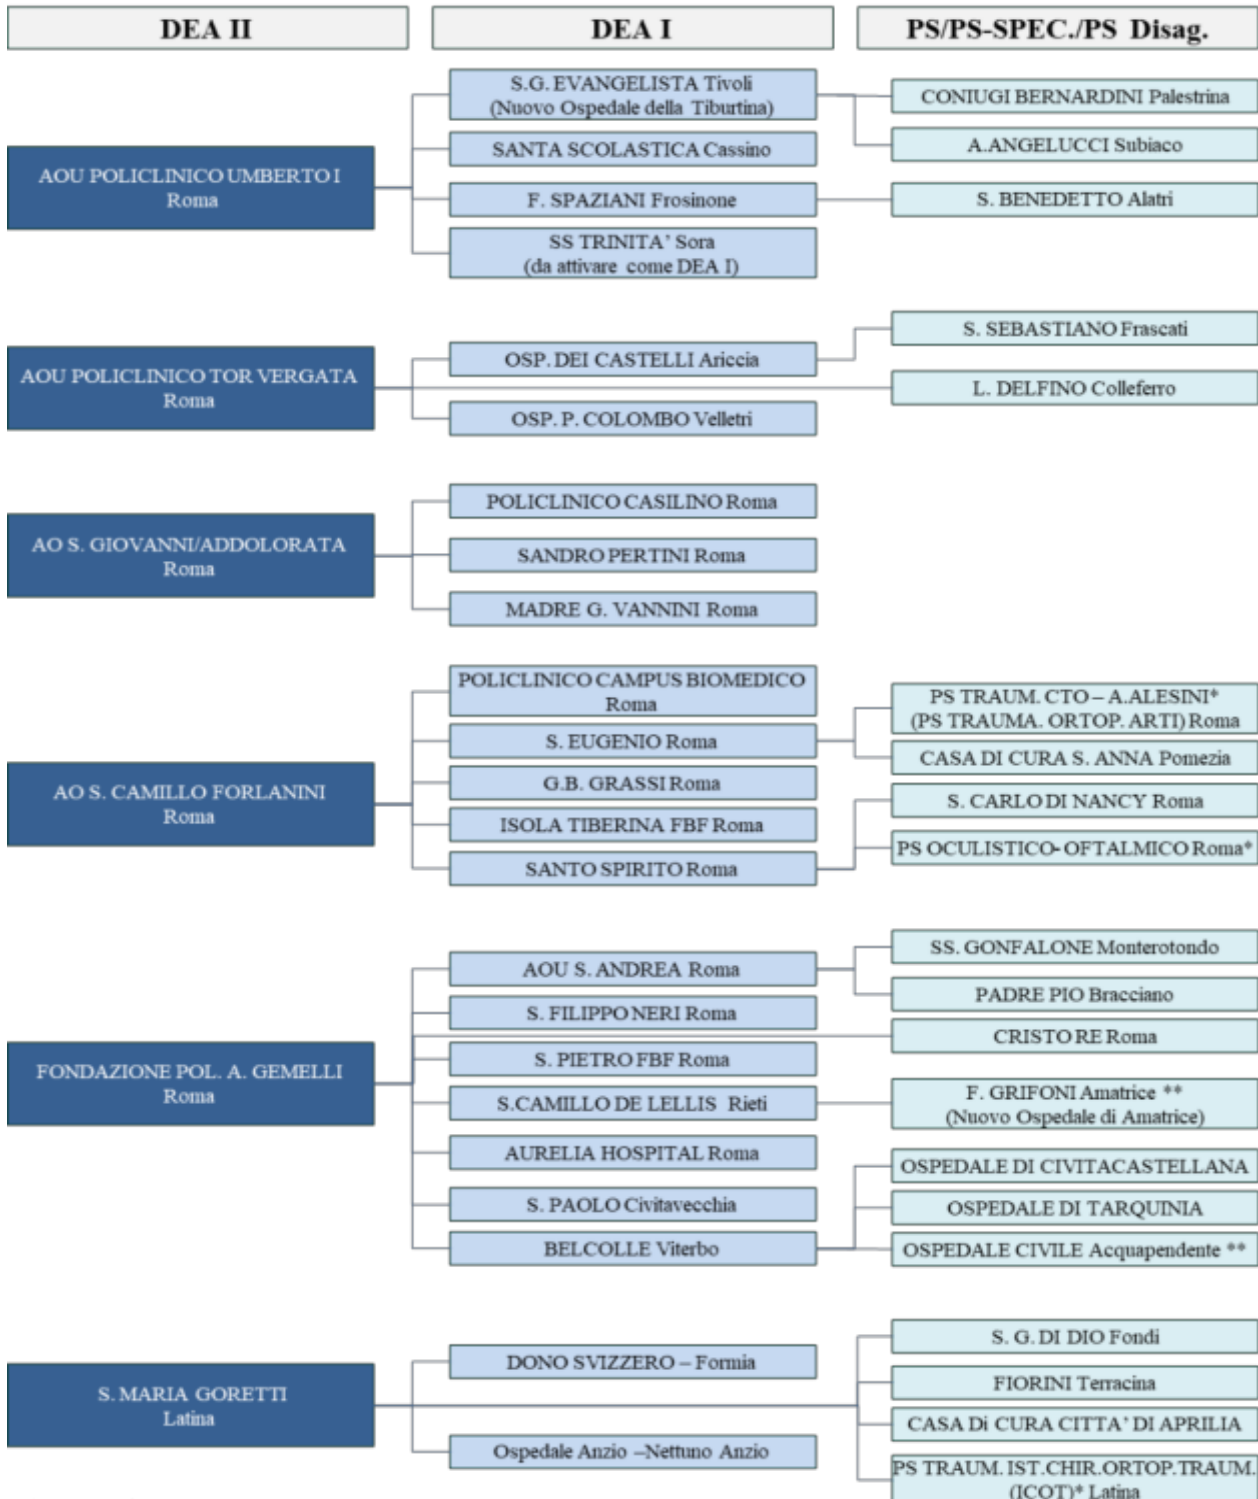 DEA II
DEA I
PS/PS-SPEC./PS Disag.
AOU POLICLINICO UMBERTO I
Roma
S.G. EVANGELISTA Tivoli
(Nuovo Ospedale della Tiburtina)
SANTA SCOLASTICA Cassino
F. SPAZIANI Frosinone
SS TRINITA' Sora
(da attivare come DEA I)
CONIUGI BERNARDINI Palestrina
A.ANGELUCCI Subiaco
S. BENEDETTO Alatri
AOU POLICLINICO TOR VERGATA
Roma
OSP. DEI CASTELLI Ariccia
OSP. P. COLOMBO Velletri
S. SEBASTIANO Frascati
L. DELFINO Colleferro
AO S. GIOVANNI/ADDOLORATA
Roma
POLICLINICO CASILINO Roma
SANDRO PERTINI Roma
MADRE G. VANNINI Roma
AO S. CAMILLO FORLANINI
Roma
POLICLINICO CAMPUS BIOMEDICO
Roma
S. EUGENIO Roma
G.B. GRASSI Roma
ISOLA TIBERINA FBF Roma
SANTO SPIRITO Roma
PS TRAUM. CTO – A.ALESINI*
(PS TRAUMA. ORTOP. ARTI) Roma
CASA DI CURA S. ANNA Pomezia
S. CARLO DI NANCY Roma
PS OCULISTICO- OFTALMICO Roma*
FONDAZIONE POL. A. GEMELLI
Roma
AOU S. ANDREA Roma
S. FILIPPO NERI Roma
S. PIETRO FBF Roma
S.CAMILLO DE LELLIS Rieti
AURELIA HOSPITAL Roma
S. PAOLO Civitavecchia
BELCOLLE Viterbo
SS. GONFALONE Monterotondo
PADRE PIO Bracciano
CRISTO RE Roma
F. GRIFONI Amatrice **
(Nuovo Ospedale di Amatrice)
OSPEDALE DI CIVITACASTELLANA
OSPEDALE DI TARQUINIA
OSPEDALE CIVILE Acquapendente **
S. MARIA GORETTI
Latina
DONO SVIZZERO – Formia
Ospedale Anzio –Nettuno Anzio
S. G. DI DIO Fondi
FIORINI Terracina
CASA Di CURA CITTA' DI APRILIA
PS TRAUM. IST.CHIR.ORTOP.TRAUM.
(ICOT)* Latina